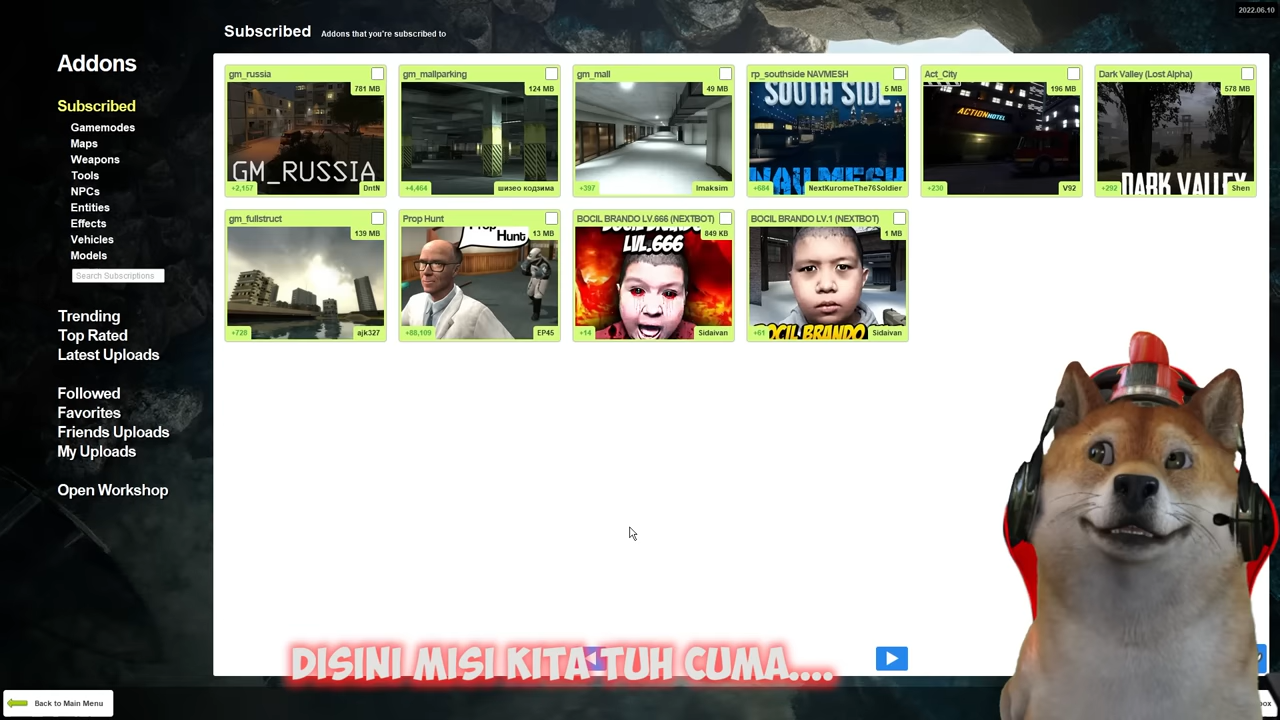 2022.06.10
Subscribed Addons that you're subscribed to
Addons
Subscribed
Gamemodes
Maps
Weapons
Tools
NPCs
Entities
Effects
Vehicles
Models
Search Subscriptions
Trending
Top Rated
Latest Uploads
Followed
Favorites
Friends Uploads
My Uploads
Open Workshop
gm_russia
781 MB
GM_RUSSIA
+2,157 DntN
gm_mallparking
124 MB
+4,464 шизео кодзима
gm_mall
49 MB
+397 Imaksim
rp_southside NAVMESH
5 MB
SOUTH SIDE
NAVMESH
+684 NextKuromeThe76Soldier
Act_City
196 MB
ACTION HOTEL
+230 V92
Dark Valley (Lost Alpha)
578 MB
DARK VALLEY
+292 Shen
gm_fullstruct
139 MB
+728 ajk327
Prop Hunt
13 MB
Prop Hunt
+88,109 EP45
BOCIL BRANDO LV.666 (NEXTBOT)
849 KB
BOCIL BRANDO
LVL.666
+14 Sidaivan
BOCIL BRANDO LV.1 (NEXTBOT)
1 MB
BOCIL BRANDO
+61 Sidaivan
DISINI MISI KITA TUH CUMA....
Back to Main Menu